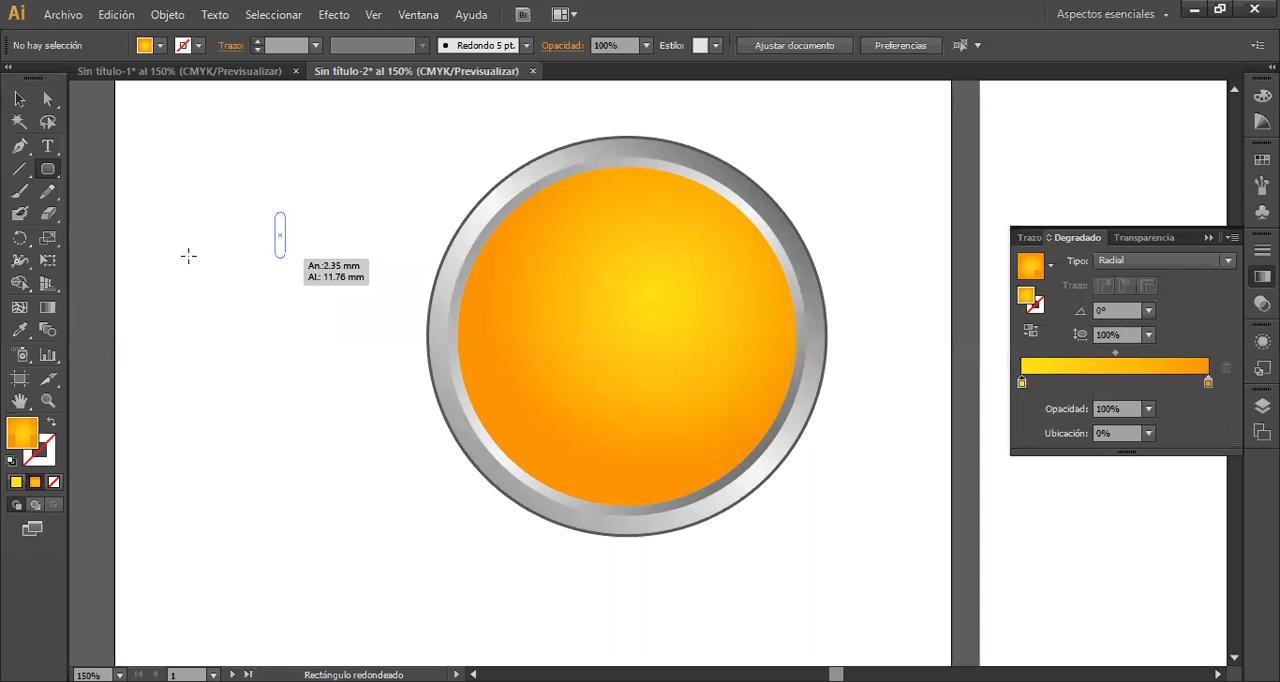 Ai Archivo Edición Objeto Texto Seleccionar Efecto Ver Ventana Ayuda Br Aspectos esenciales
No hay selección Trazo: Redondo 5 pt. Opacidad: 100% Estilo: Ajustar documento Preferencias
Sin título-1* al 150% (CMYK/Previsualizar) × Sin título-2* al 150% (CMYK/Previsualizar) ×
An.:2.35 mm
Al.: 11.76 mm
Trazo Degradado Transparencia
Tipo: Radial
Trazo:
0°
100%
Opacidad: 100%
Ubicación: 0%
150% 1 Rectángulo redondeado